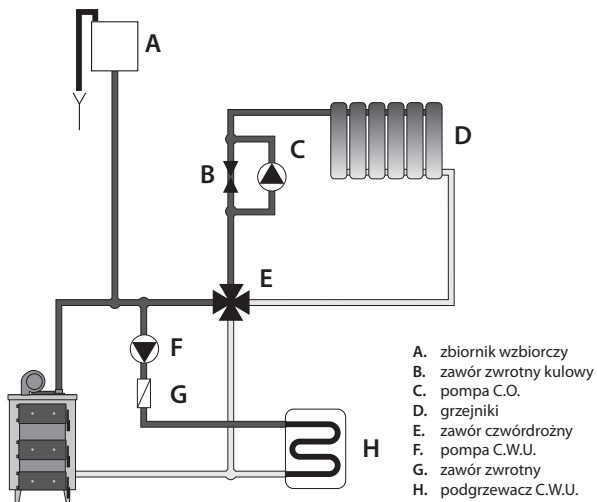 A
B
C
D
E
F
G
H
A. zbiornik wzbiorczy
B. zawór zwrotny kulowy
C. pompa C.O.
D. grzejniki
E. zawór czwórdrożny
F. pompa C.W.U.
G. zawór zwrotny
H. podgrzewacz C.W.U.